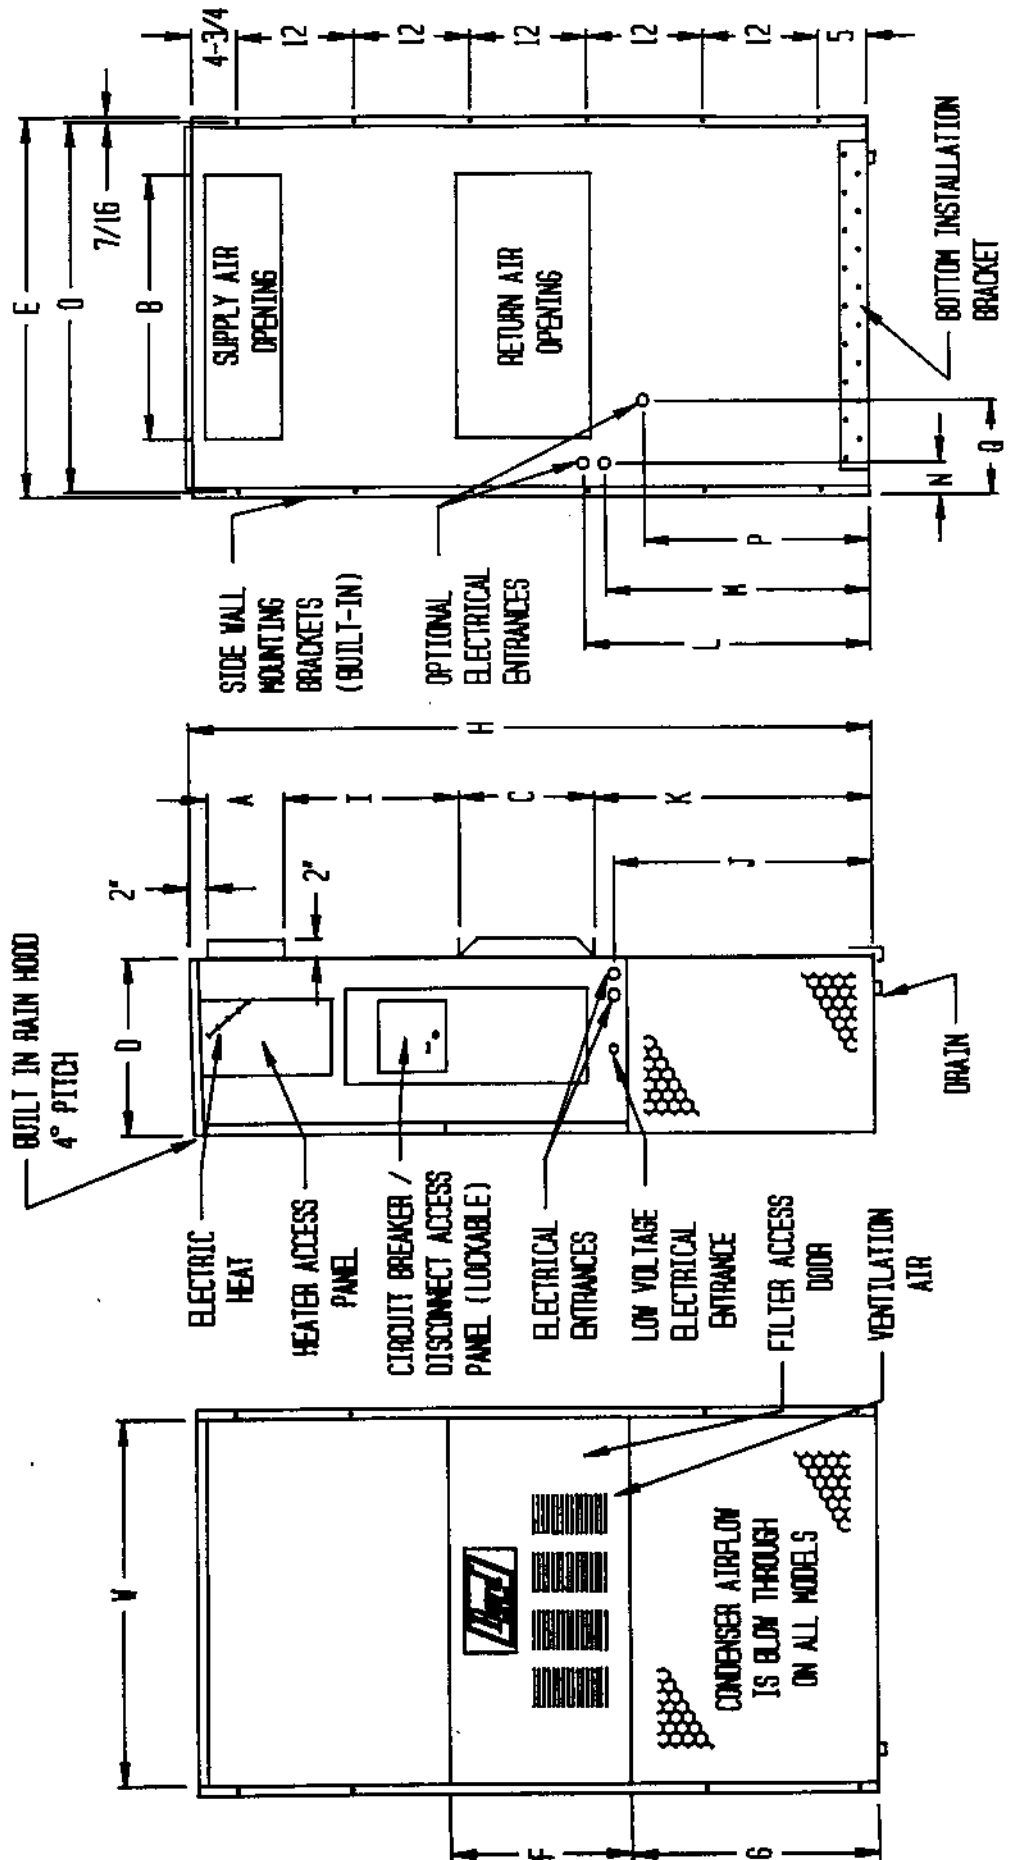 W
F
G
CONDENSER AIRFLOW
IS BLOW THROUGH
ON ALL MODELS
BUILT IN RAIN HOOD
4° PITCH
ELECTRIC
HEAT
HEATER ACCESS
PANEL
CIRCUIT BREAKER /
DISCONNECT ACCESS
PANEL (LOCKABLE)
ELECTRICAL
ENTRANCES
LOW VOLTAGE
ELECTRICAL
ENTRANCE
FILTER ACCESS
DOOR
VENTILATION
AIR
D
2"
A
I
2"
C
K
J
H
DRAIN
SIDE WALL
MOUNTING
BRACKETS
(BUILT-IN)
OPTIONAL
ELECTRICAL
ENTRANCES
E
O
7/16
B
SUPPLY AIR
OPENING
RETURN AIR
OPENING
4-3/4
12
12
12
12
12
5
L
M
P
N
Q
BOTTOM INSTALLATION
BRACKET